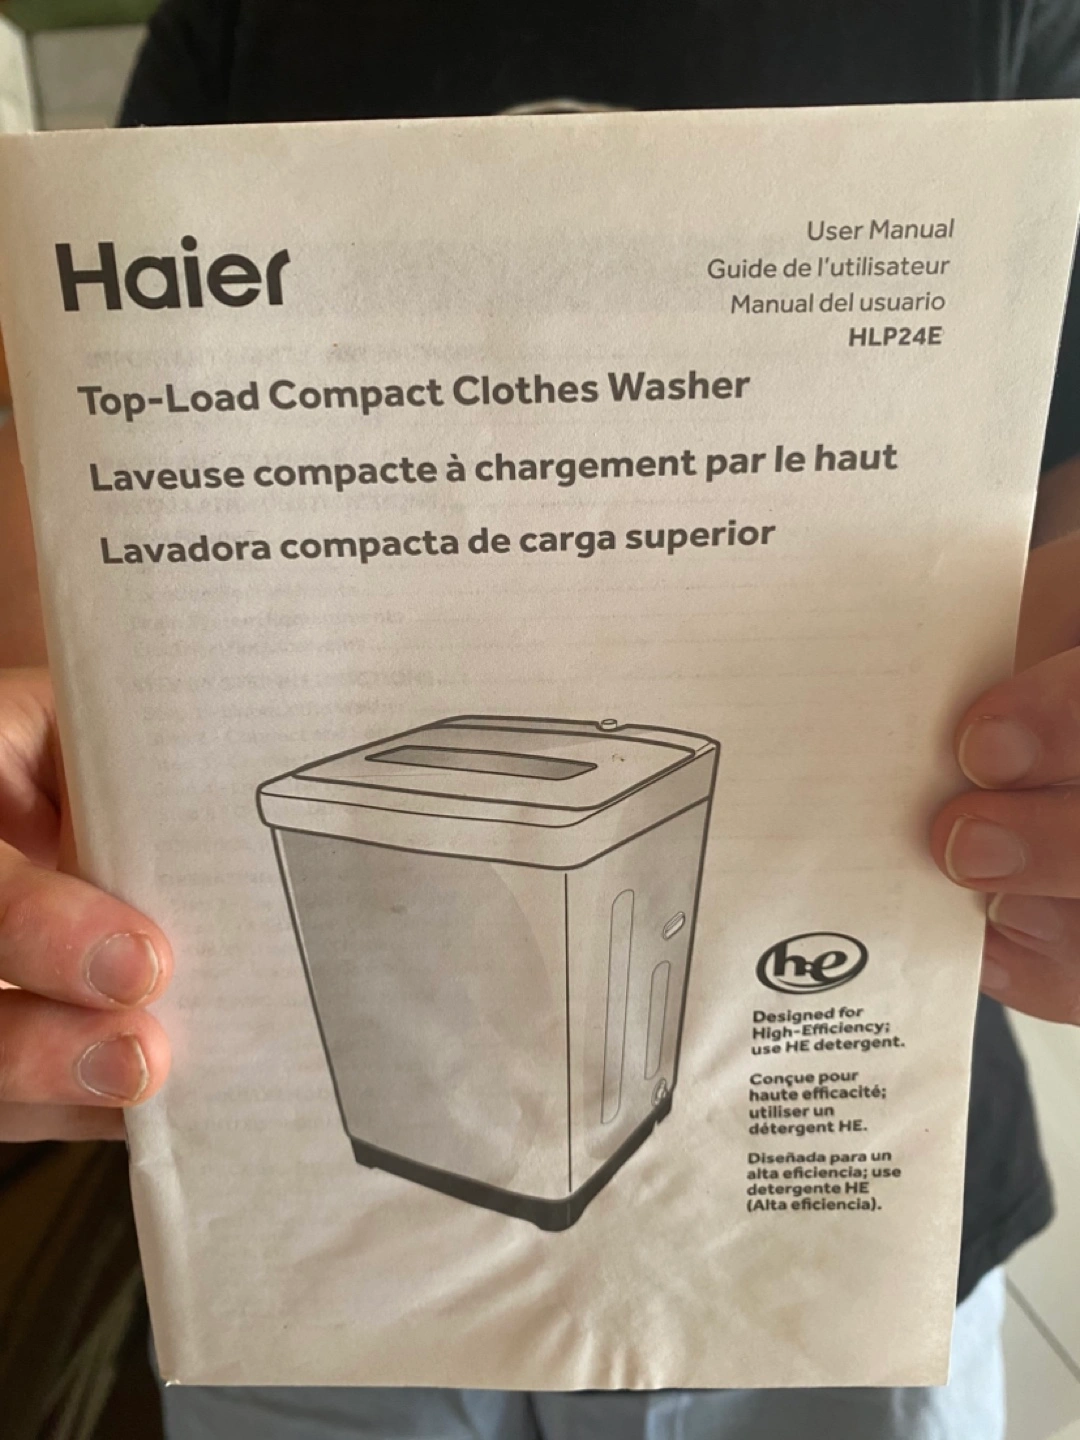 Haier
User Manual
Guide de l'utilisateur
Manual del usuario
HLP24E
Top-Load Compact Clothes Washer
Laveuse compacte à chargement par le haut
Lavadora compacta de carga superior
he
Designed for
High-Efficiency;
use HE detergent.
Conçue pour
haute efficacité;
utiliser un
détergent HE.
Diseñada para un
alta eficiencia; use
detergente HE
(Alta eficiencia).